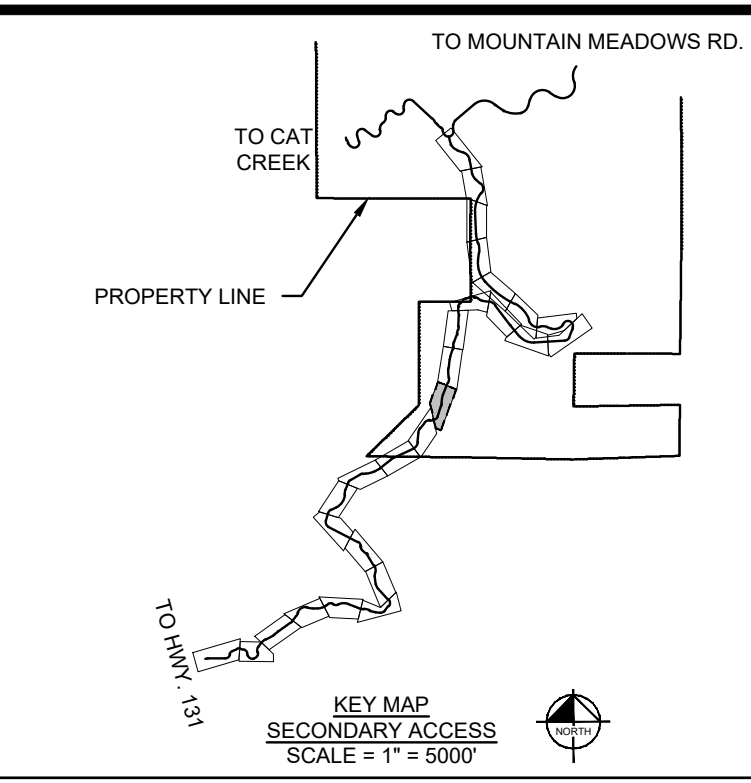 TO MOUNTAIN MEADOWS RD.
TO CAT
CREEK
PROPERTY LINE
TO HWY. 131
KEY MAP
SECONDARY ACCESS
SCALE = 1" = 5000'
NORTH